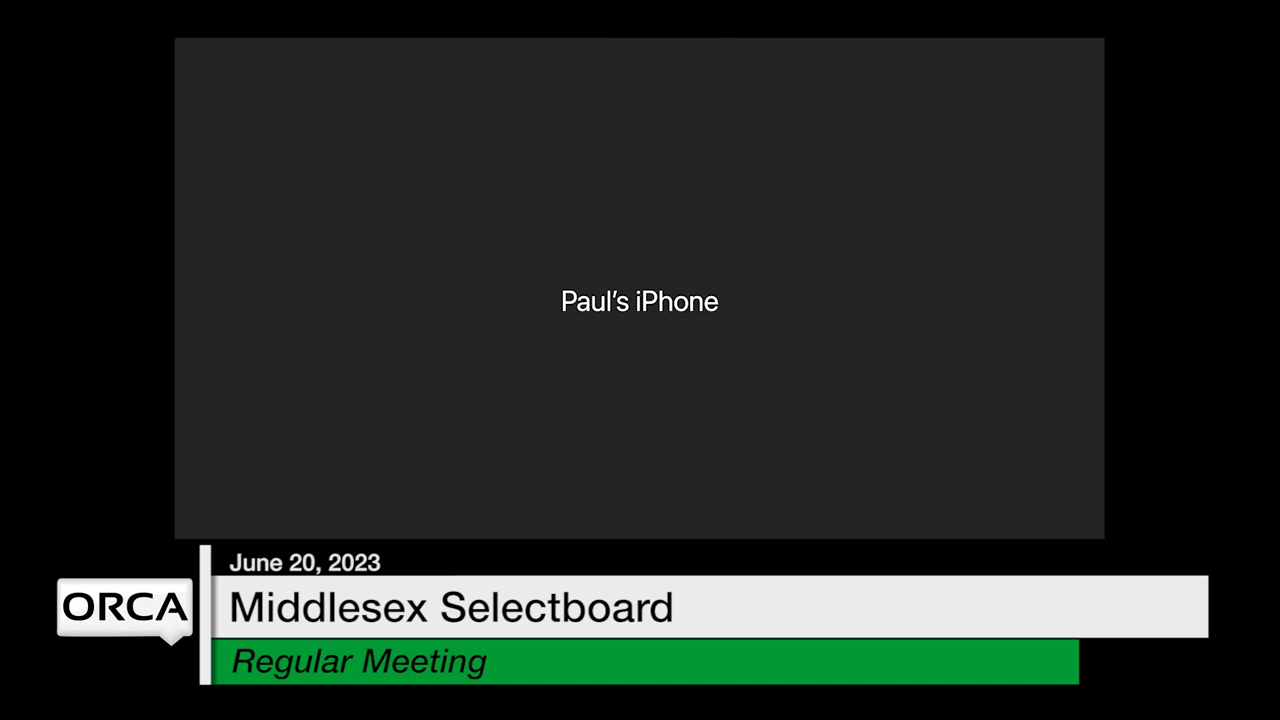 Paul's iPhone
June 20, 2023
ORCA
Middlesex Selectboard
Regular Meeting